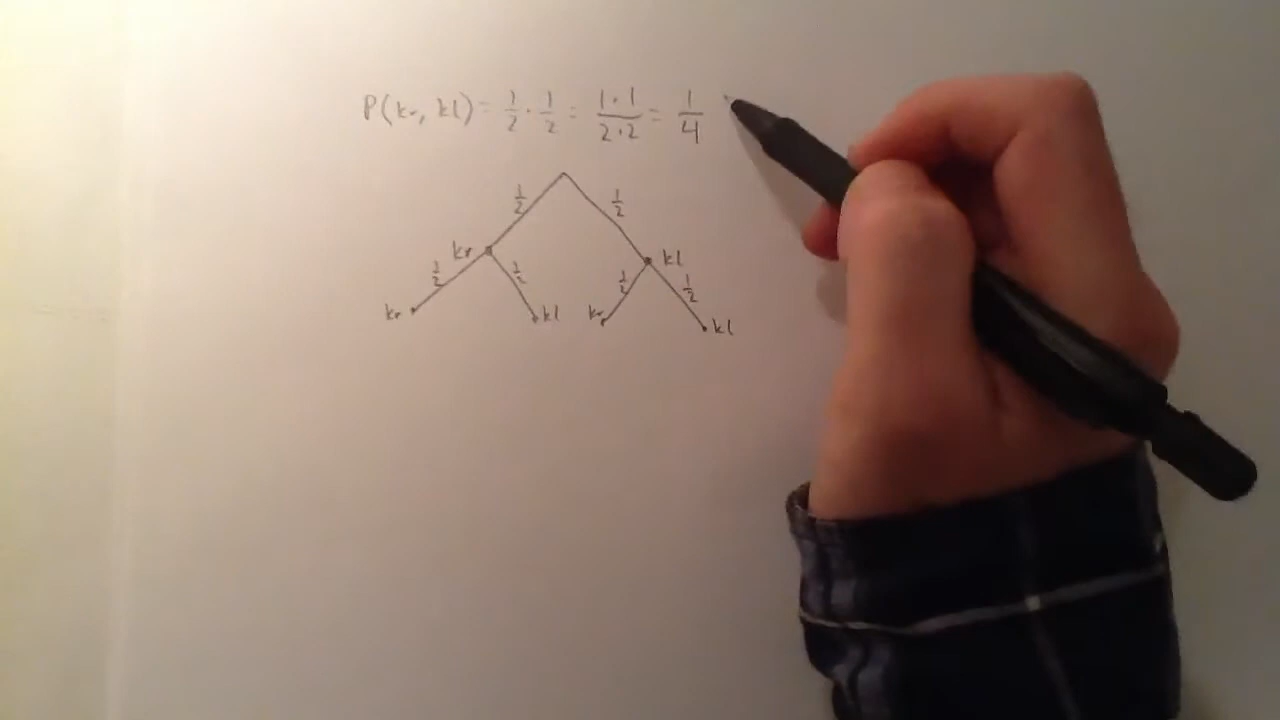 P(kr, kl) = 1/2 · 1/2 = 1·1/2·2 = 1/4
1/2 1/2
kr kl
1/2 1/2 1/2 1/2
kr kl kr kl